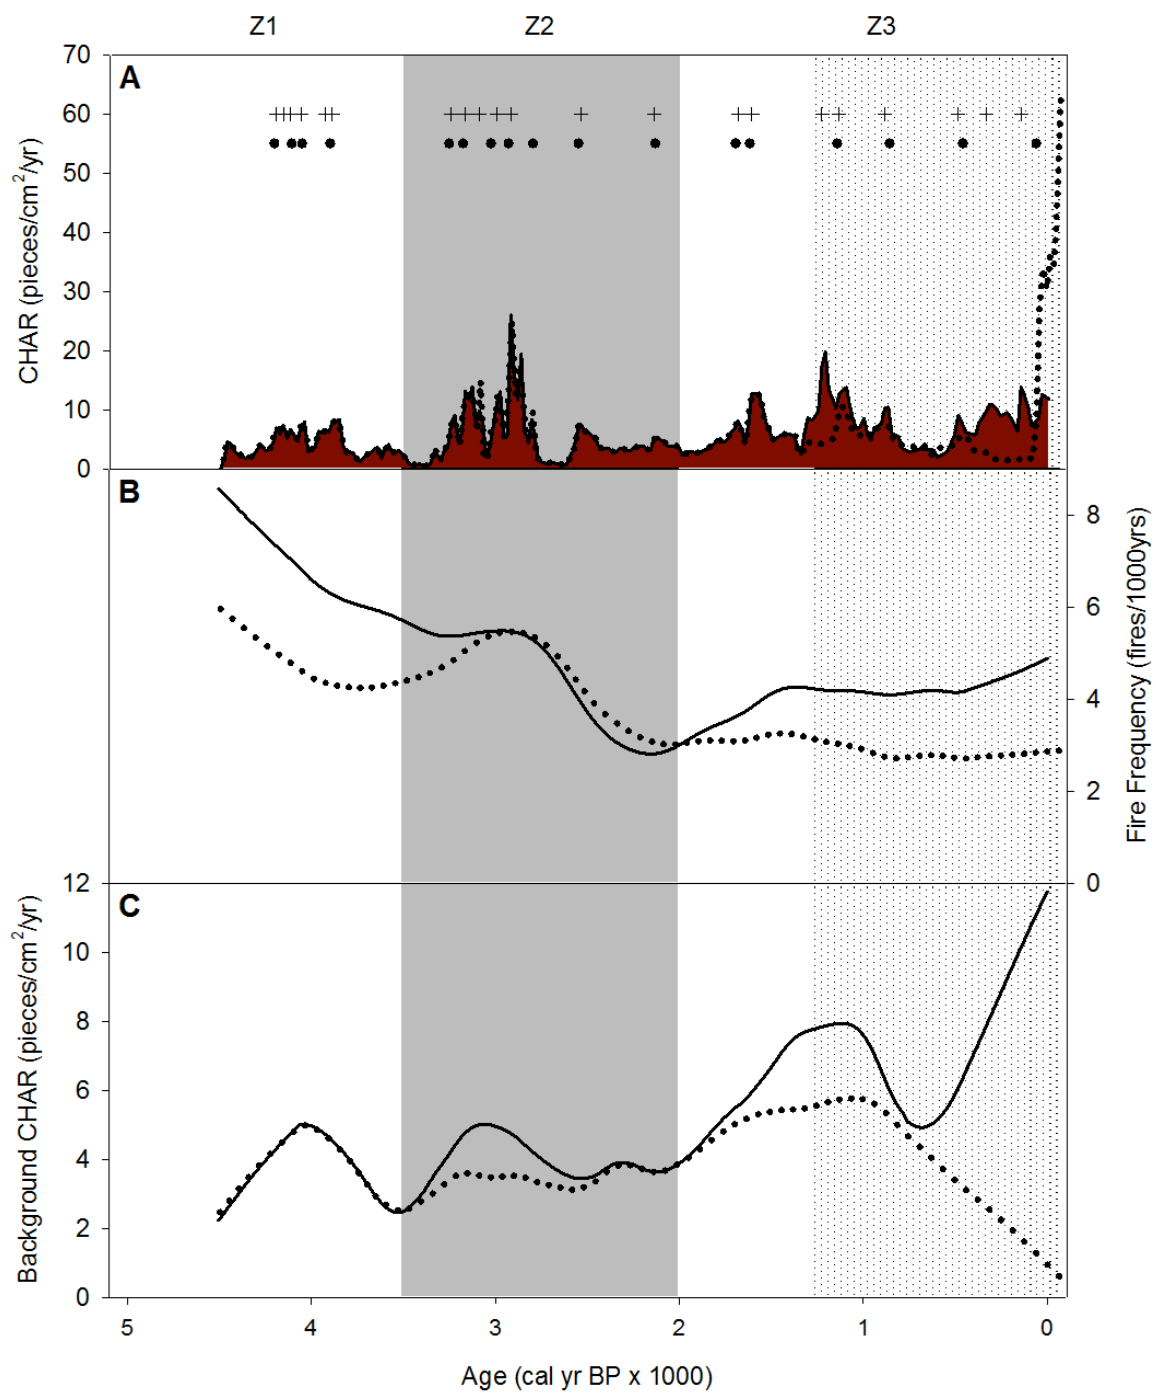 Z1 Z2 Z3
A
70
60
50
40
30
20
10
0
CHAR (pieces/cm²/yr)
B
8
6
4
2
0
Fire Frequency (fires/1000yrs)
C
12
10
8
6
4
2
0
Background CHAR (pieces/cm²/yr)
5 4 3 2 1 0
Age (cal yr BP x 1000)